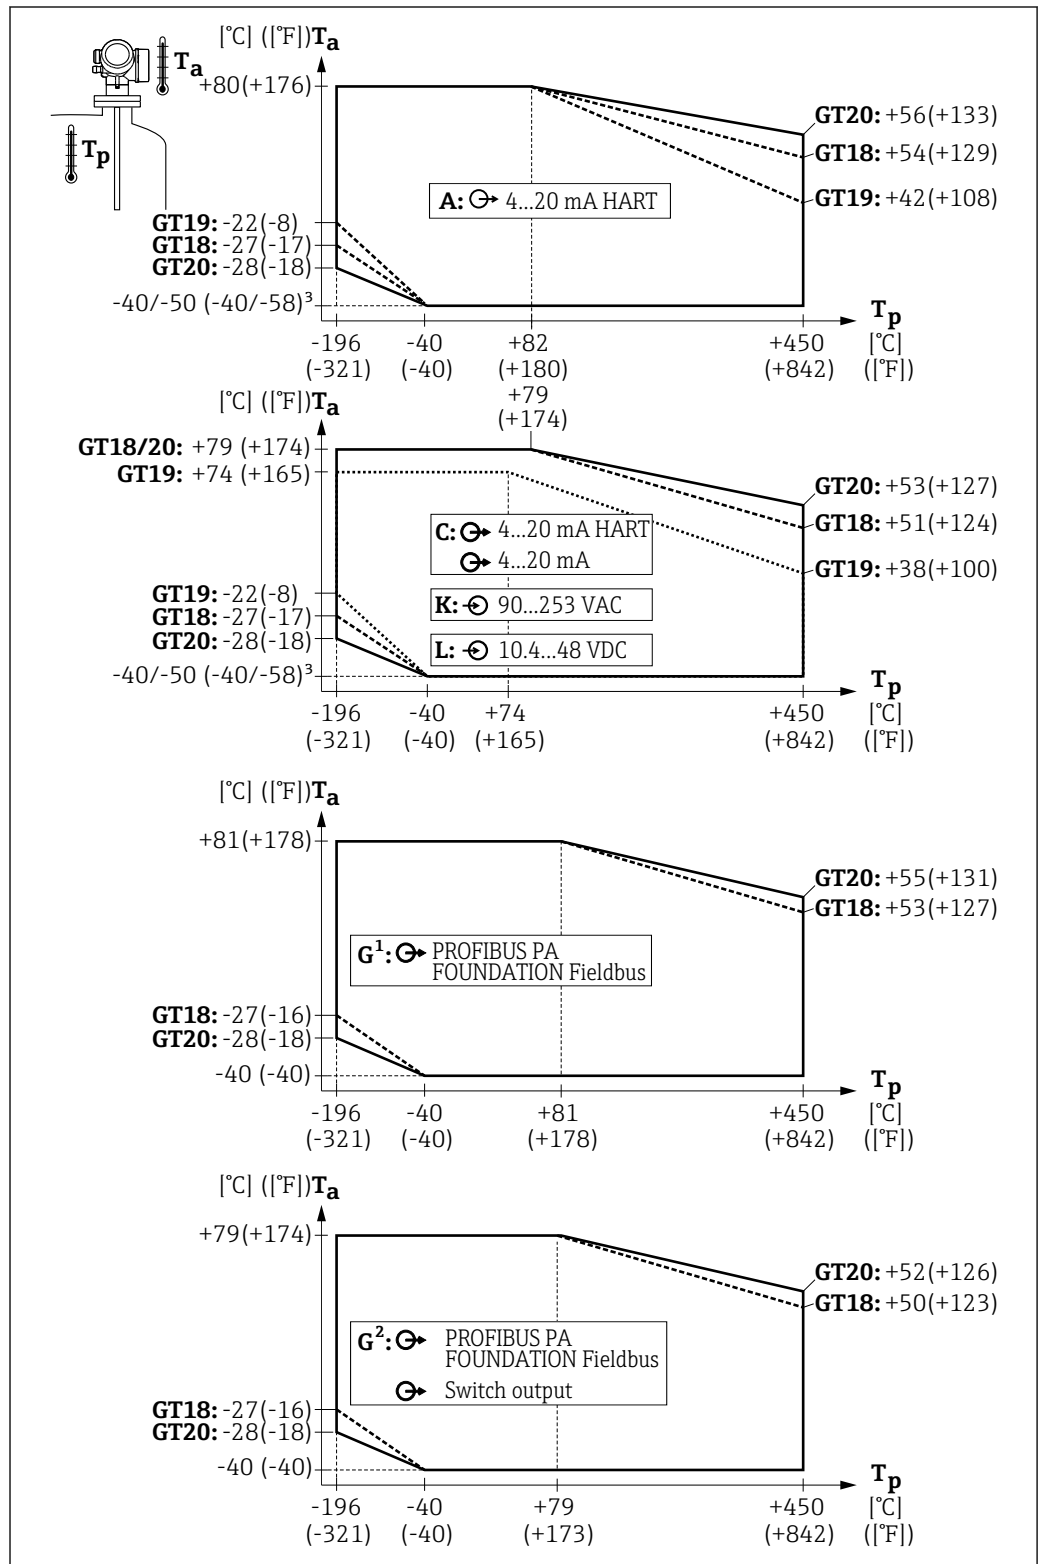 [°C] ([°F])Ta
Ta
Tp
+80(+176)
GT20: +56(+133)
GT18: +54(+129)
GT19: +42(+108)
A: 4...20 mA HART
GT19: -22(-8)
GT18: -27(-17)
GT20: -28(-18)
-40/-50 (-40/-58)³
Tp
-196 -40 +82 +450 [°C]
(-321) (-40) (+180) (+842) ([°F])
[°C] ([°F])Ta
+79
(+174)
GT18/20: +79 (+174)
GT19: +74 (+165)
GT20: +53(+127)
GT18: +51(+124)
GT19: +38(+100)
C: 4...20 mA HART
4...20 mA
K: 90...253 VAC
L: 10.4...48 VDC
GT19: -22(-8)
GT18: -27(-17)
GT20: -28(-18)
-40/-50 (-40/-58)³
Tp
-196 -40 +74 +450 [°C]
(-321) (-40) (+165) (+842) ([°F])
[°C] ([°F])Ta
+81(+178)
GT20: +55(+131)
GT18: +53(+127)
G¹: PROFIBUS PA
FOUNDATION Fieldbus
GT18: -27(-16)
GT20: -28(-18)
-40 (-40)
Tp
-196 -40 +81 +450 [°C]
(-321) (-40) (+178) (+842) ([°F])
[°C] ([°F])Ta
+79(+174)
GT20: +52(+126)
GT18: +50(+123)
G²: PROFIBUS PA
FOUNDATION Fieldbus
Switch output
GT18: -27(-16)
GT20: -28(-18)
-40 (-40)
Tp
-196 -40 +79 +450 [°C]
(-321) (-40) (+173) (+842) ([°F])